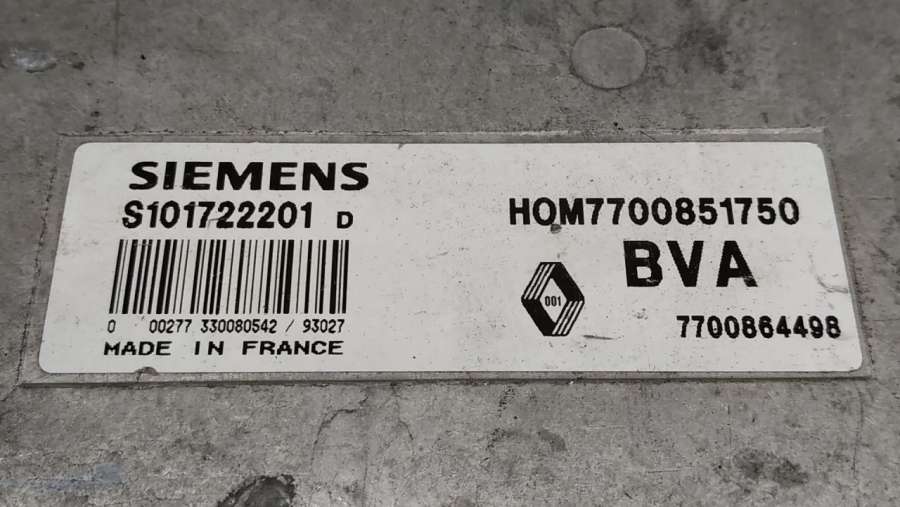 SIEMENS
S101722201 D
0 00277 330080542 / 93027
MADE IN FRANCE
HOM7700851750
BVA
001
7700864498